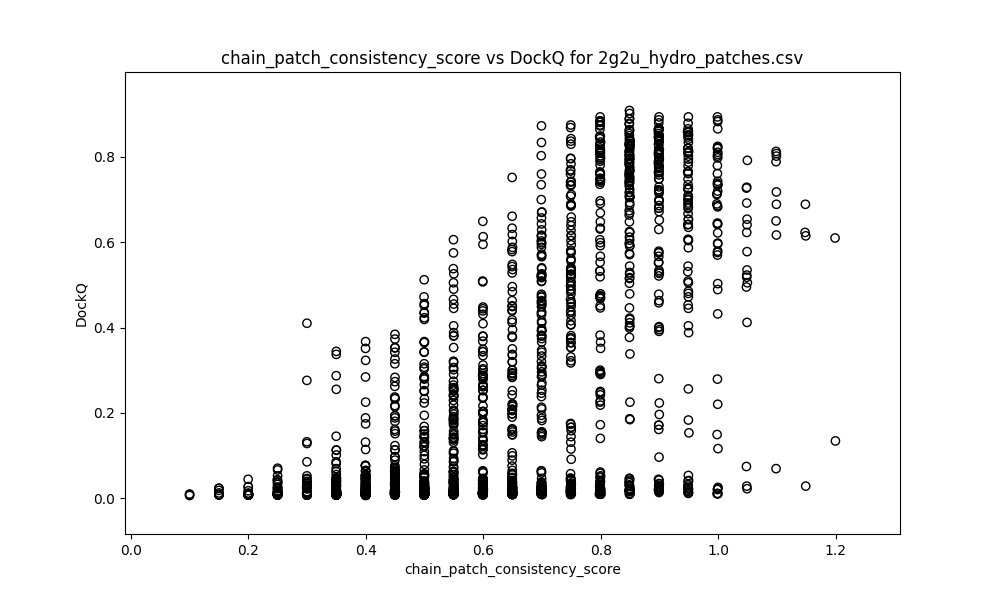 chain_patch_consistency_score vs DockQ for 2g2u_hydro_patches.csv
DockQ
0.8
0.6
0.4
0.2
0.0
0.0 0.2 0.4 0.6 0.8 1.0 1.2
chain_patch_consistency_score